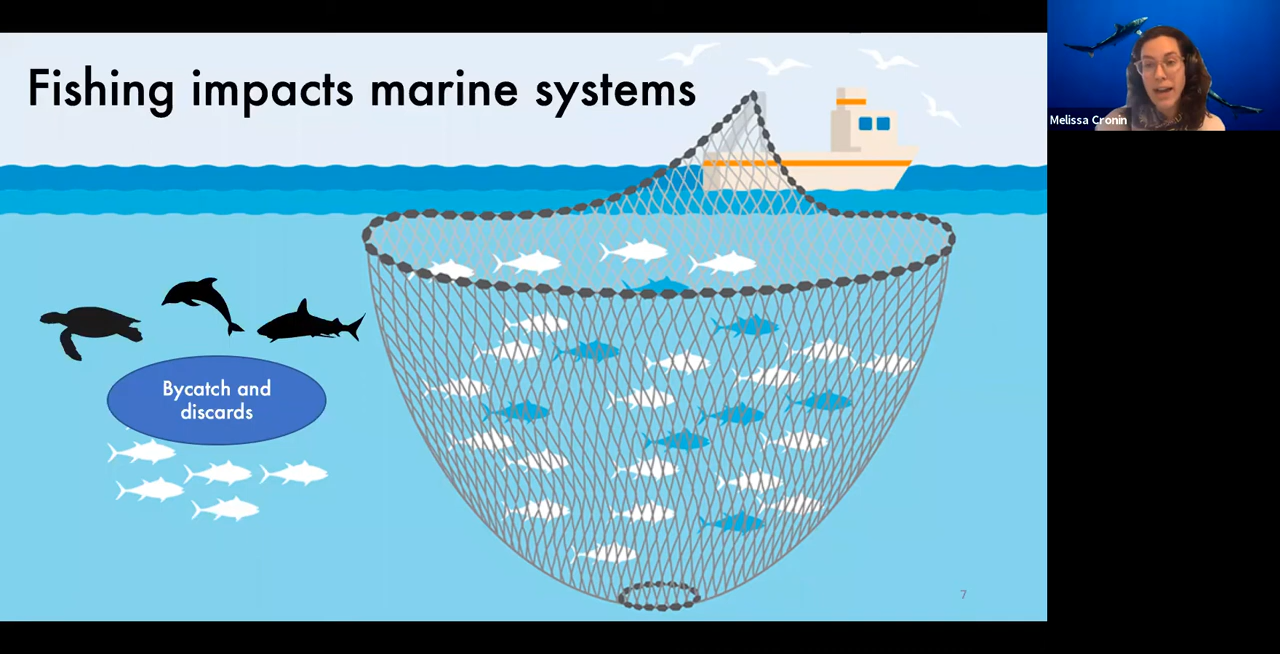 Fishing impacts marine systems
Melissa Cronin
Bycatch and
discards
7